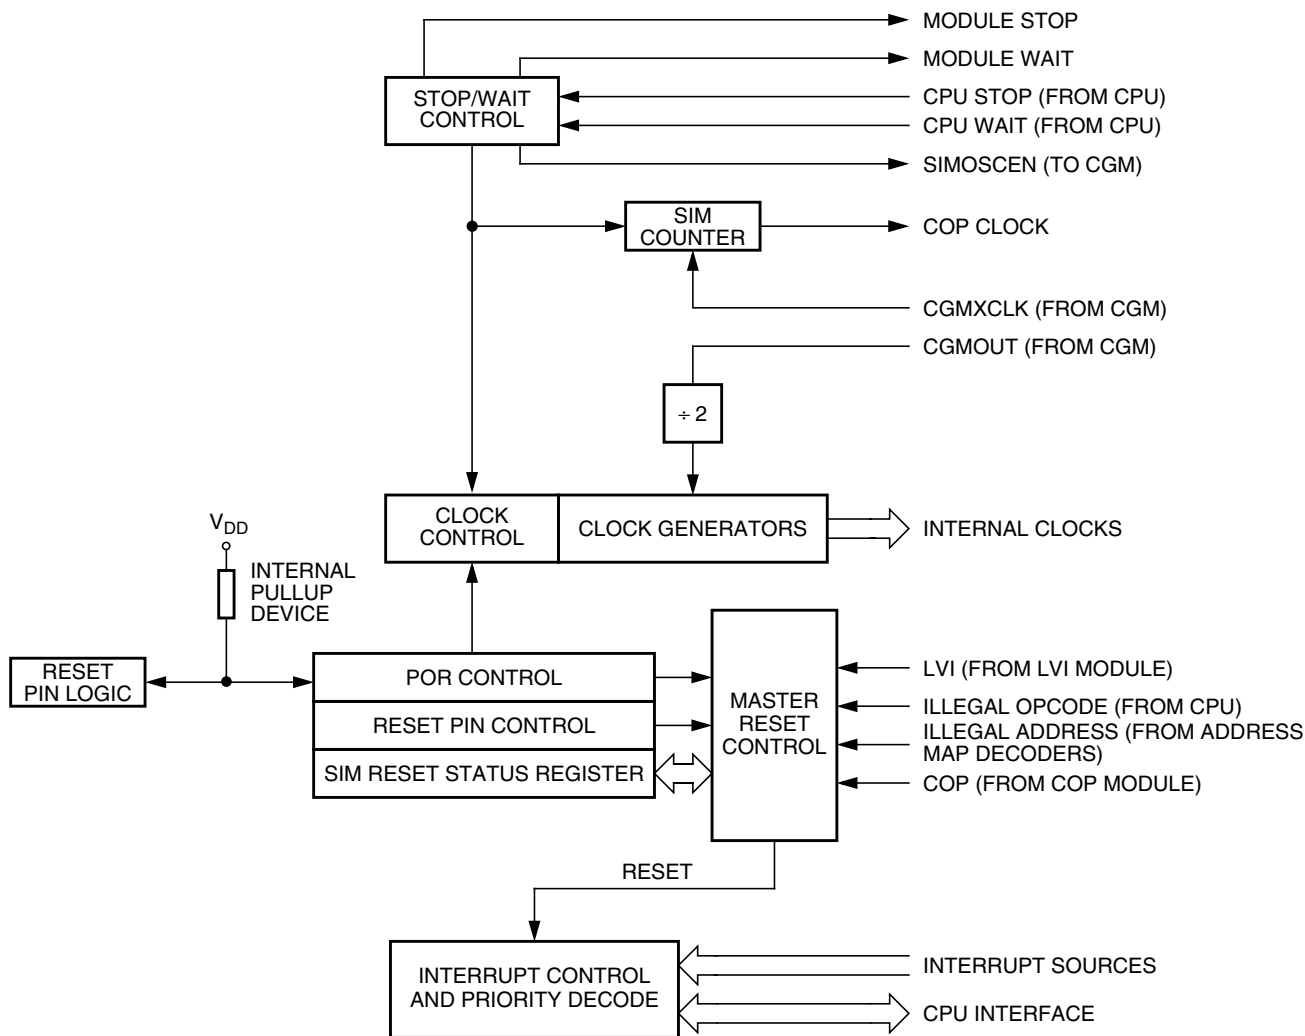 MODULE STOP
MODULE WAIT
STOP/WAIT
CONTROL
CPU STOP (FROM CPU)
CPU WAIT (FROM CPU)
SIMOSCEN (TO CGM)
SIM
COUNTER
COP CLOCK
CGMXCLK (FROM CGM)
CGMOUT (FROM CGM)
÷ 2
CLOCK
CONTROL
CLOCK GENERATORS
INTERNAL CLOCKS
VDD
INTERNAL
PULLUP
DEVICE
RESET
PIN LOGIC
POR CONTROL
RESET PIN CONTROL
SIM RESET STATUS REGISTER
MASTER
RESET
CONTROL
LVI (FROM LVI MODULE)
ILLEGAL OPCODE (FROM CPU)
ILLEGAL ADDRESS (FROM ADDRESS
MAP DECODERS)
COP (FROM COP MODULE)
RESET
INTERRUPT CONTROL
AND PRIORITY DECODE
INTERRUPT SOURCES
CPU INTERFACE